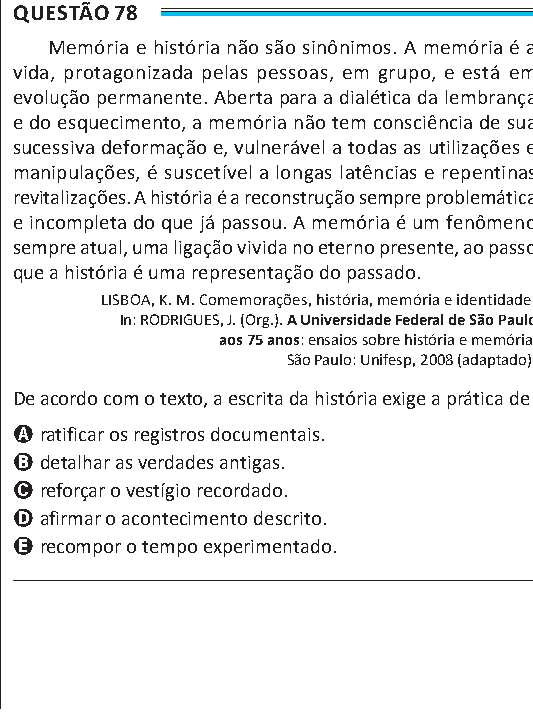 QUESTÃO 78
Memória e história não são sinônimos. A memória é a
vida, protagonizada pelas pessoas, em grupo, e está em
evolução permanente. Aberta para a dialética da lembrança
e do esquecimento, a memória não tem consciência de sua
sucessiva deformação e, vulnerável a todas as utilizações e
manipulações, é suscetível a longas latências e repentinas
revitalizações. A história é a reconstrução sempre problemática
e incompleta do que já passou. A memória é um fenômeno
sempre atual, uma ligação vivida no eterno presente, ao passo
que a história é uma representação do passado.
LISBOA, K. M. Comemorações, história, memória e identidade
In: RODRIGUES, J. (Org.). A Universidade Federal de São Paulo
aos 75 anos: ensaios sobre história e memória
São Paulo: Unifesp, 2008 (adaptado)
De acordo com o texto, a escrita da história exige a prática de
A ratificar os registros documentais.
B detalhar as verdades antigas.
C reforçar o vestígio recordado.
D afirmar o acontecimento descrito.
E recompor o tempo experimentado.